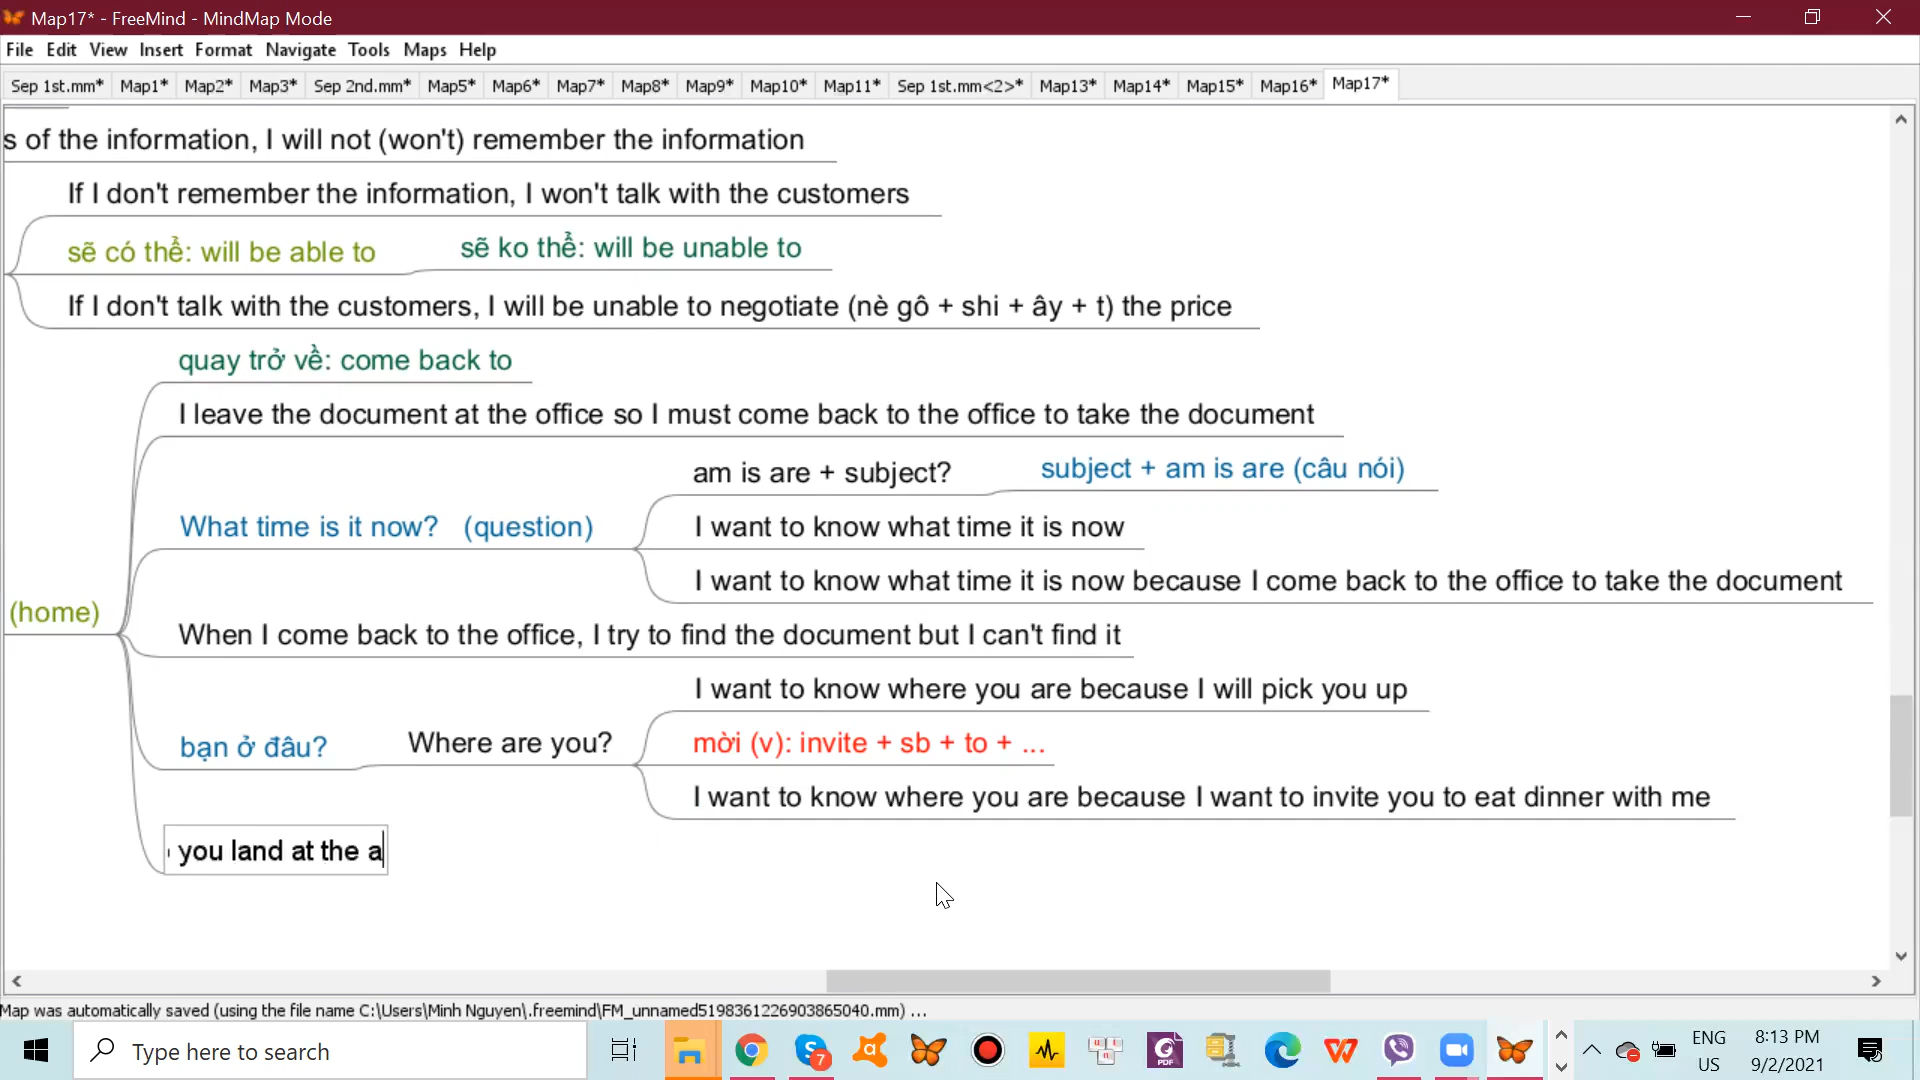 Map17* - FreeMind - MindMap Mode
File Edit View Insert Format Navigate Tools Maps Help
Sep 1st.mm* Map1* Map2* Map3* Sep 2nd.mm* Map5* Map6* Map7* Map8* Map9* Map10* Map11* Sep 1st.mm<2>* Map13* Map14* Map15* Map16* Map17*
s of the information, I will not (won't) remember the information
If I don't remember the information, I won't talk with the customers
sẽ có thể: will be able to
sẽ ko thể: will be unable to
If I don't talk with the customers, I will be unable to negotiate (nè gô + shi + ây + t) the price
quay trở về: come back to
I leave the document at the office so I must come back to the office to take the document
am is are + subject?
subject + am is are (câu nói)
What time is it now? (question)
I want to know what time it is now
I want to know what time it is now because I come back to the office to take the document
(home)
When I come back to the office, I try to find the document but I can't find it
I want to know where you are because I will pick you up
bạn ở đâu?
Where are you?
mời (v): invite + sb + to + ...
I want to know where you are because I want to invite you to eat dinner with me
you land at the a
Map was automatically saved (using the file name C:\Users\Minh Nguyen\.freemind\FM_unnamed5198361226903865040.mm) ...
Type here to search
7
ENG
US
8:13 PM
9/2/2021